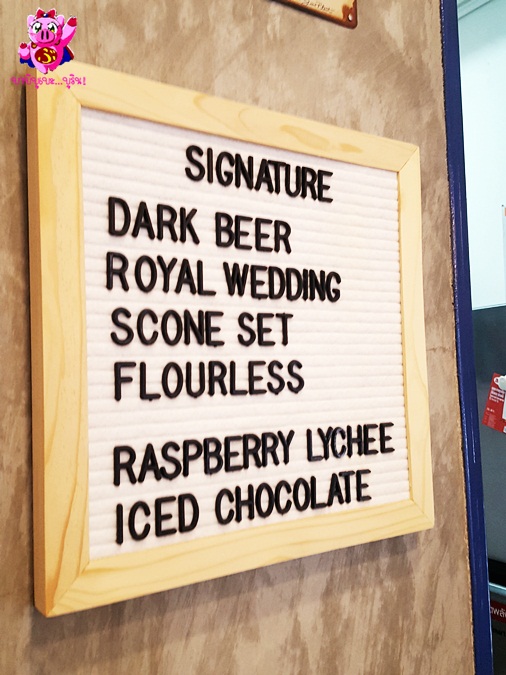 SIGNATURE
DARK BEER
ROYAL WEDDING
SCONE SET
FLOURLESS
RASPBERRY LYCHEE
ICED CHOCOLATE